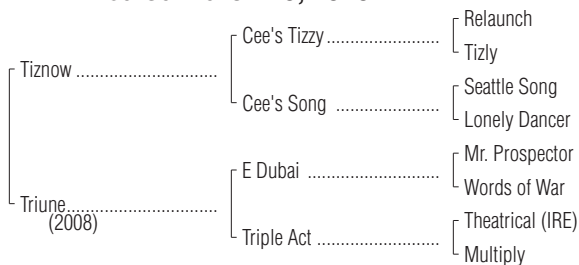 Relaunch
Cee's Tizzy ........................
Tizly
Tiznow ..............................
Seattle Song
Cee's Song ......................
Lonely Dancer
Mr. Prospector
E Dubai ............................
Words of War
Triune................................
(2008)
Theatrical (IRE)
Triple Act ..........................
Multiply